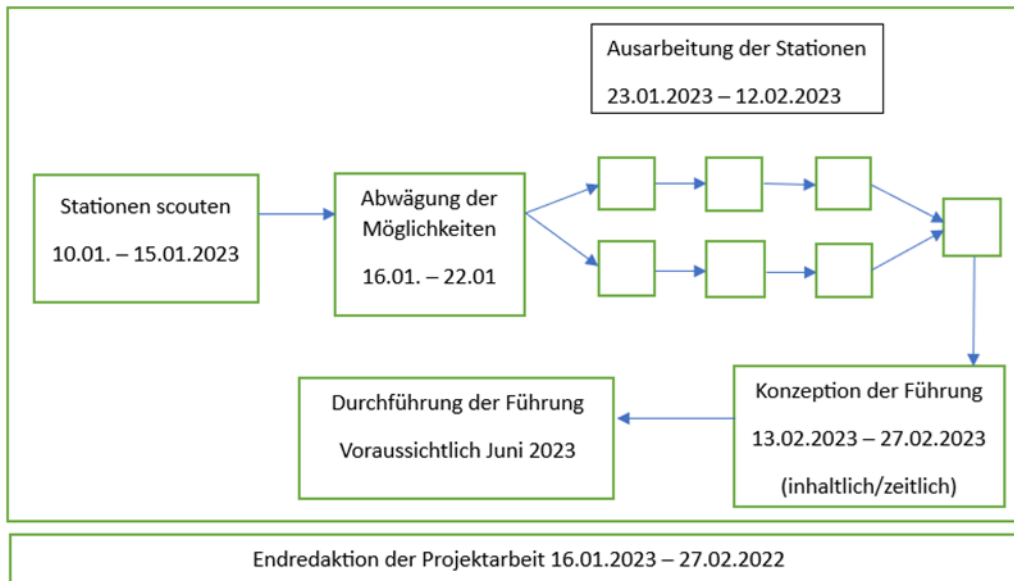 Ausarbeitung der Stationen
23.01.2023 – 12.02.2023
Stationen scouten
10.01. – 15.01.2023
Abwägung der
Möglichkeiten
16.01. – 22.01
Konzeption der Führung
13.02.2023 – 27.02.2023
(inhaltlich/zeitlich)
Durchführung der Führung
Voraussichtlich Juni 2023
Endredaktion der Projektarbeit 16.01.2023 – 27.02.2022